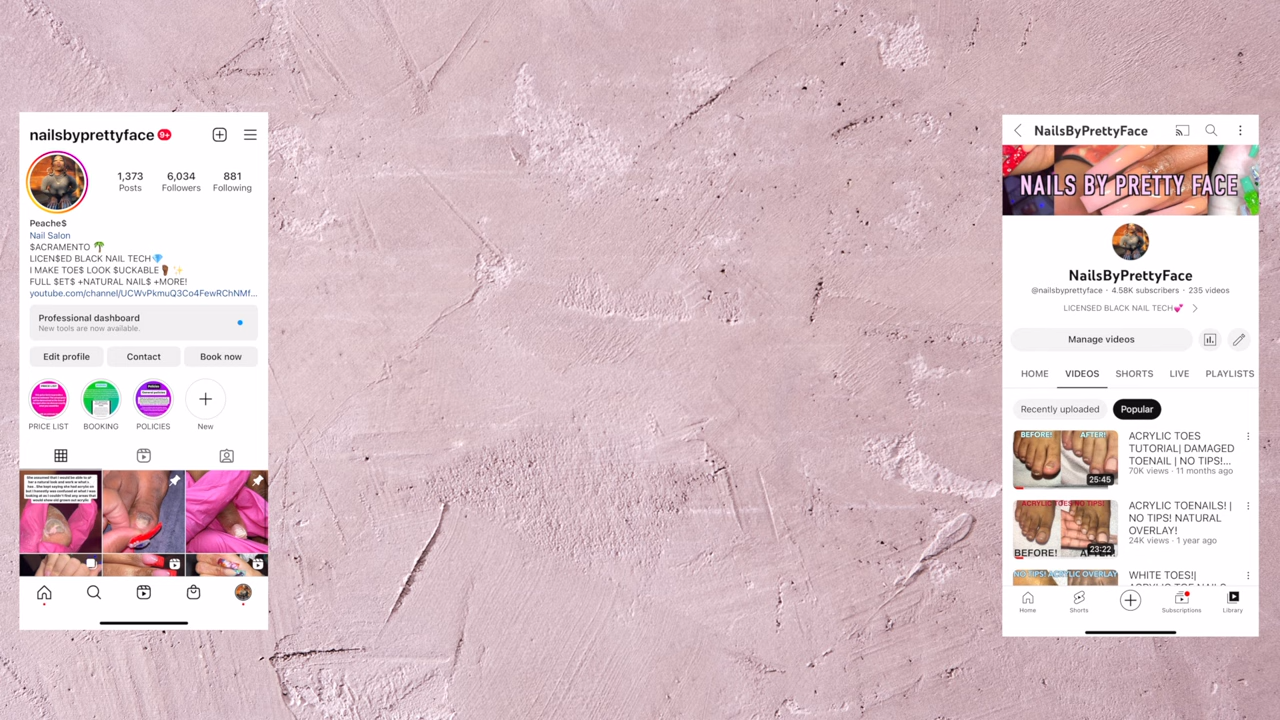 nailsbyprettyface 9+
1,373 6,034 881
Posts Followers Following
Peache$
Nail Salon
$ACRAMENTO 🌴
LICEN$ED BLACK NAIL TECH💎
I MAKE TOE$ LOOK $UCKABLE
FULL $ET$ +NATURAL NAIL$ +MORE!
youtube.com/channel/UCWvPkmuQ3Co4FewRChNMf...
Professional dashboard
New tools are now available.
Edit profile Contact Book now
PRICE LIST BOOKING POLICIES New
NailsByPrettyFace
NAILS BY PRETTY FACE
NailsByPrettyFace
@nailsbyprettyface · 4.58K subscribers · 235 videos
LICENSED BLACK NAIL TECH💕
Manage videos
HOME VIDEOS SHORTS LIVE PLAYLISTS
Recently uploaded Popular
BEFORE! AFTER!
25:45
ACRYLIC TOES
TUTORIAL| DAMAGED
TOENAIL | NO TIPS!...
70K views · 11 months ago
BEFORE!
23:22
ACRYLIC TOENAILS! |
NO TIPS! NATURAL
OVERLAY!
24K views · 1 year ago
NO TIPS! ACRYLIC OVERLAY
WHITE TOES!|
Home Shorts Subscriptions Library